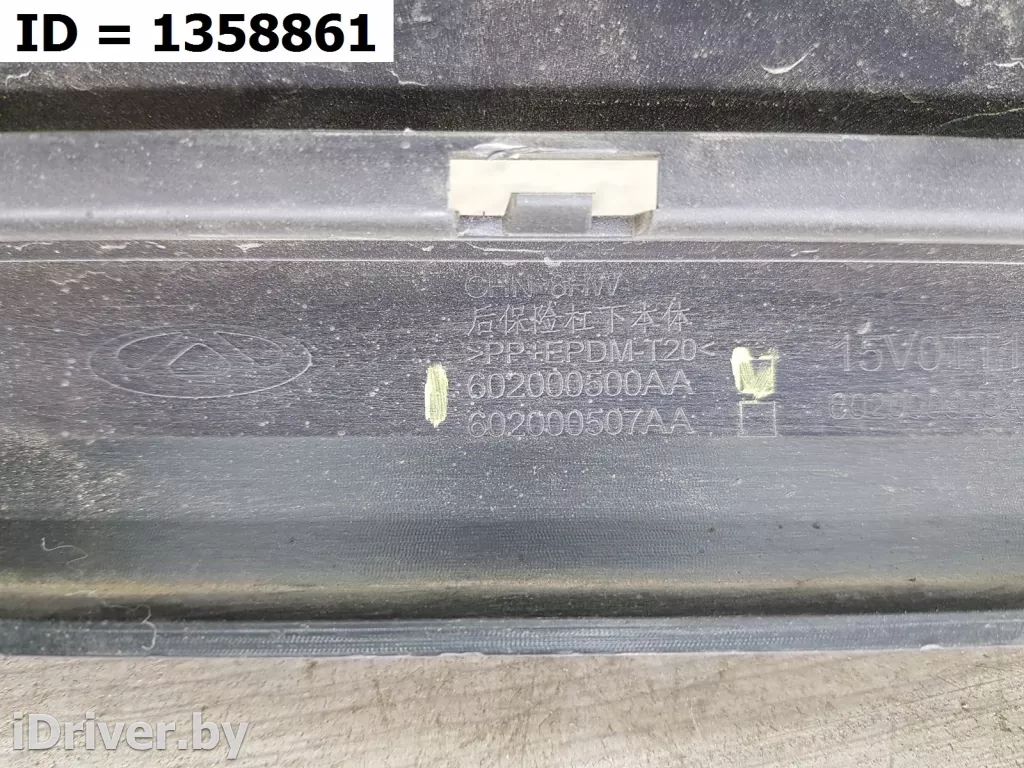 ID = 1358861
后保险杠下本体
>PP+EPDM-T20<
602000500AA
602000507AA
iDriver.by